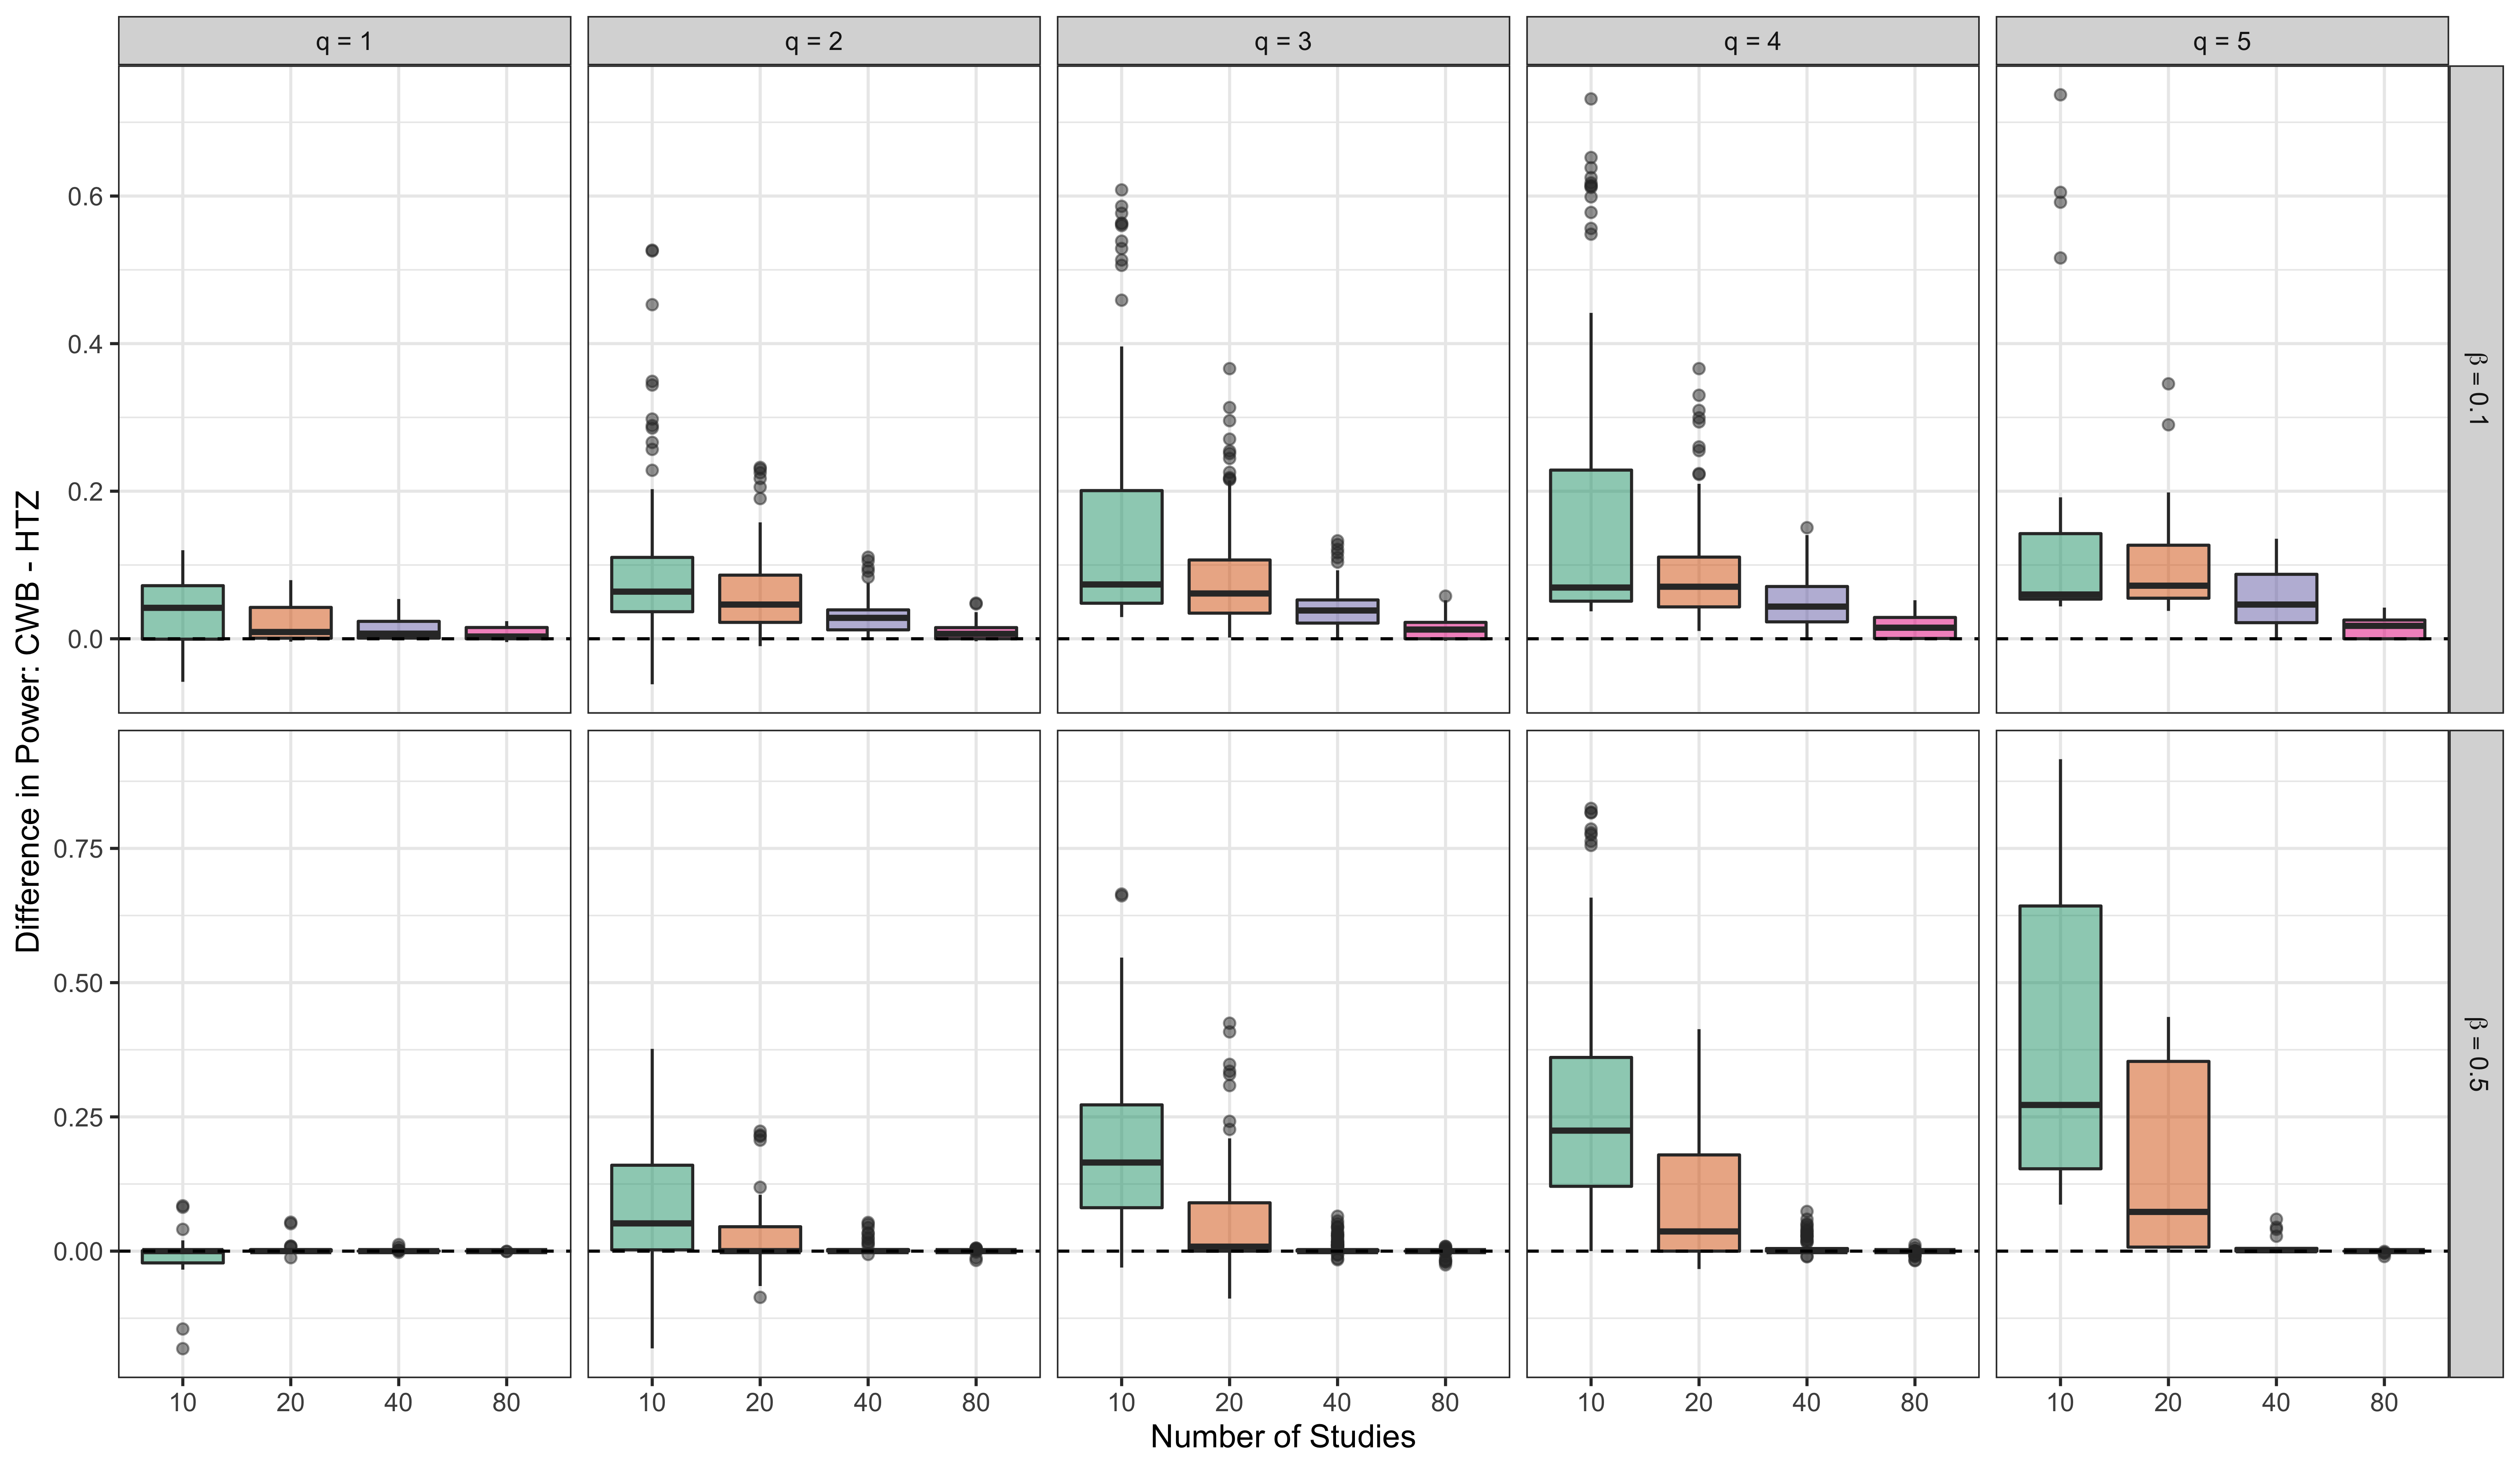 q = 1
q = 2
q = 3
q = 4
q = 5
Difference in Power: CWB - HTZ
0.6
0.4
0.2
0.0
β = 0.1
0.75
0.50
0.25
0.00
β = 0.5
10 20 40 80
10 20 40 80
10 20 40 80
10 20 40 80
10 20 40 80
Number of Studies